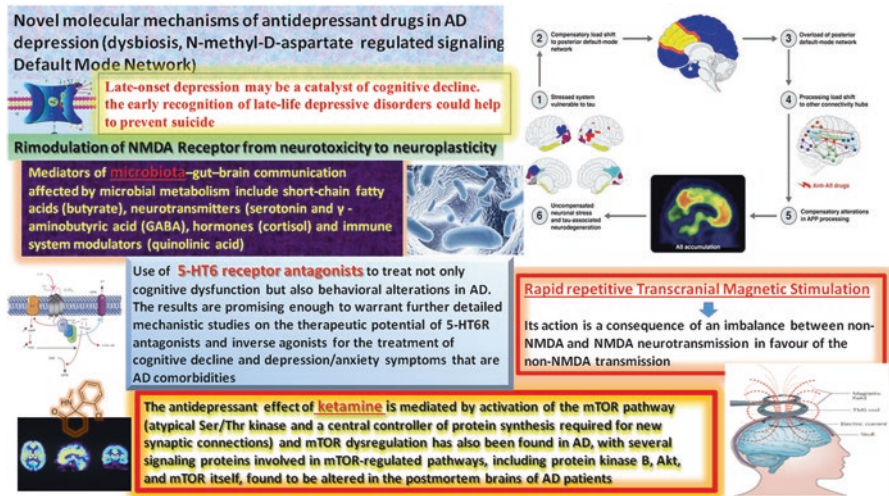 Novel molecular mechanisms of antidepressant drugs in AD
depression (dysbiosis, N-methyl-D-aspartate regulated signaling
Default Mode Network)
Late-onset depression may be a catalyst of cognitive decline.
the early recognition of late-life depressive disorders could help
to prevent suicide
Rimodulation of NMDA Receptor from neurotoxicity to neuroplasticity
Mediators of microbiota–gut–brain communication
affected by microbial metabolism include short-chain fatty
acids (butyrate), neurotransmitters (serotonin and γ -
aminobutyric acid (GABA), hormones (cortisol) and immune
system modulators (quinolinic acid)
2
Compensatory load shift
to posterior default-mode
network
3
Overload of posterior
default-mode network
1
Stressed system
vulnerable to tau
4
Processing load shift
to other connectivity hubs
Anti-Aß drugs
6
Uncompensated
neuronal stress
and tau-associated
neurodegeneration
Aß accumulation
5
Compensatory alterations
in APP processing
Use of 5-HT6 receptor antagonists to treat not only
cognitive dysfunction but also behavioral alterations in AD.
The results are promising enough to warrant further detailed
mechanistic studies on the therapeutic potential of 5-HT6R
antagonists and inverse agonists for the treatment of
cognitive decline and depression/anxiety symptoms that are
AD comorbidities
Rapid repetitive Transcranial Magnetic Stimulation
Its action is a consequence of an imbalance between non-
NMDA and NMDA neurotransmission in favour of the
non-NMDA transmission
HN
O
The antidepressant effect of ketamine is mediated by activation of the mTOR pathway
(atypical Ser/Thr kinase and a central controller of protein synthesis required for new
synaptic connections) and mTOR dysregulation has also been found in AD, with several
signaling proteins involved in mTOR-regulated pathways, including protein kinase B, Akt,
and mTOR itself, found to be altered in the postmortem brains of AD patients
Magnetic
field
TMS coil
Electric current
Skull